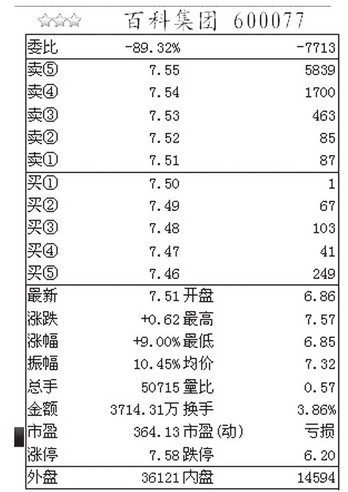 百科集团 600077
委比 -89.32% -7713
卖⑤ 7.55 5839
卖④ 7.54 1700
卖③ 7.53 463
卖② 7.52 85
卖① 7.51 87
买① 7.50 1
买② 7.49 67
买③ 7.48 103
买④ 7.47 41
买⑤ 7.46 249
最新 7.51 开盘 6.86
涨跌 +0.62 最高 7.57
涨幅 +9.00% 最低 6.85
振幅 10.45% 均价 7.32
总手 50715 量比 0.57
金额 3714.31万 换手 3.86%
市盈 364.13 市盈(动) 亏损
涨停 7.58 跌停 6.20
外盘 36121 内盘 14594